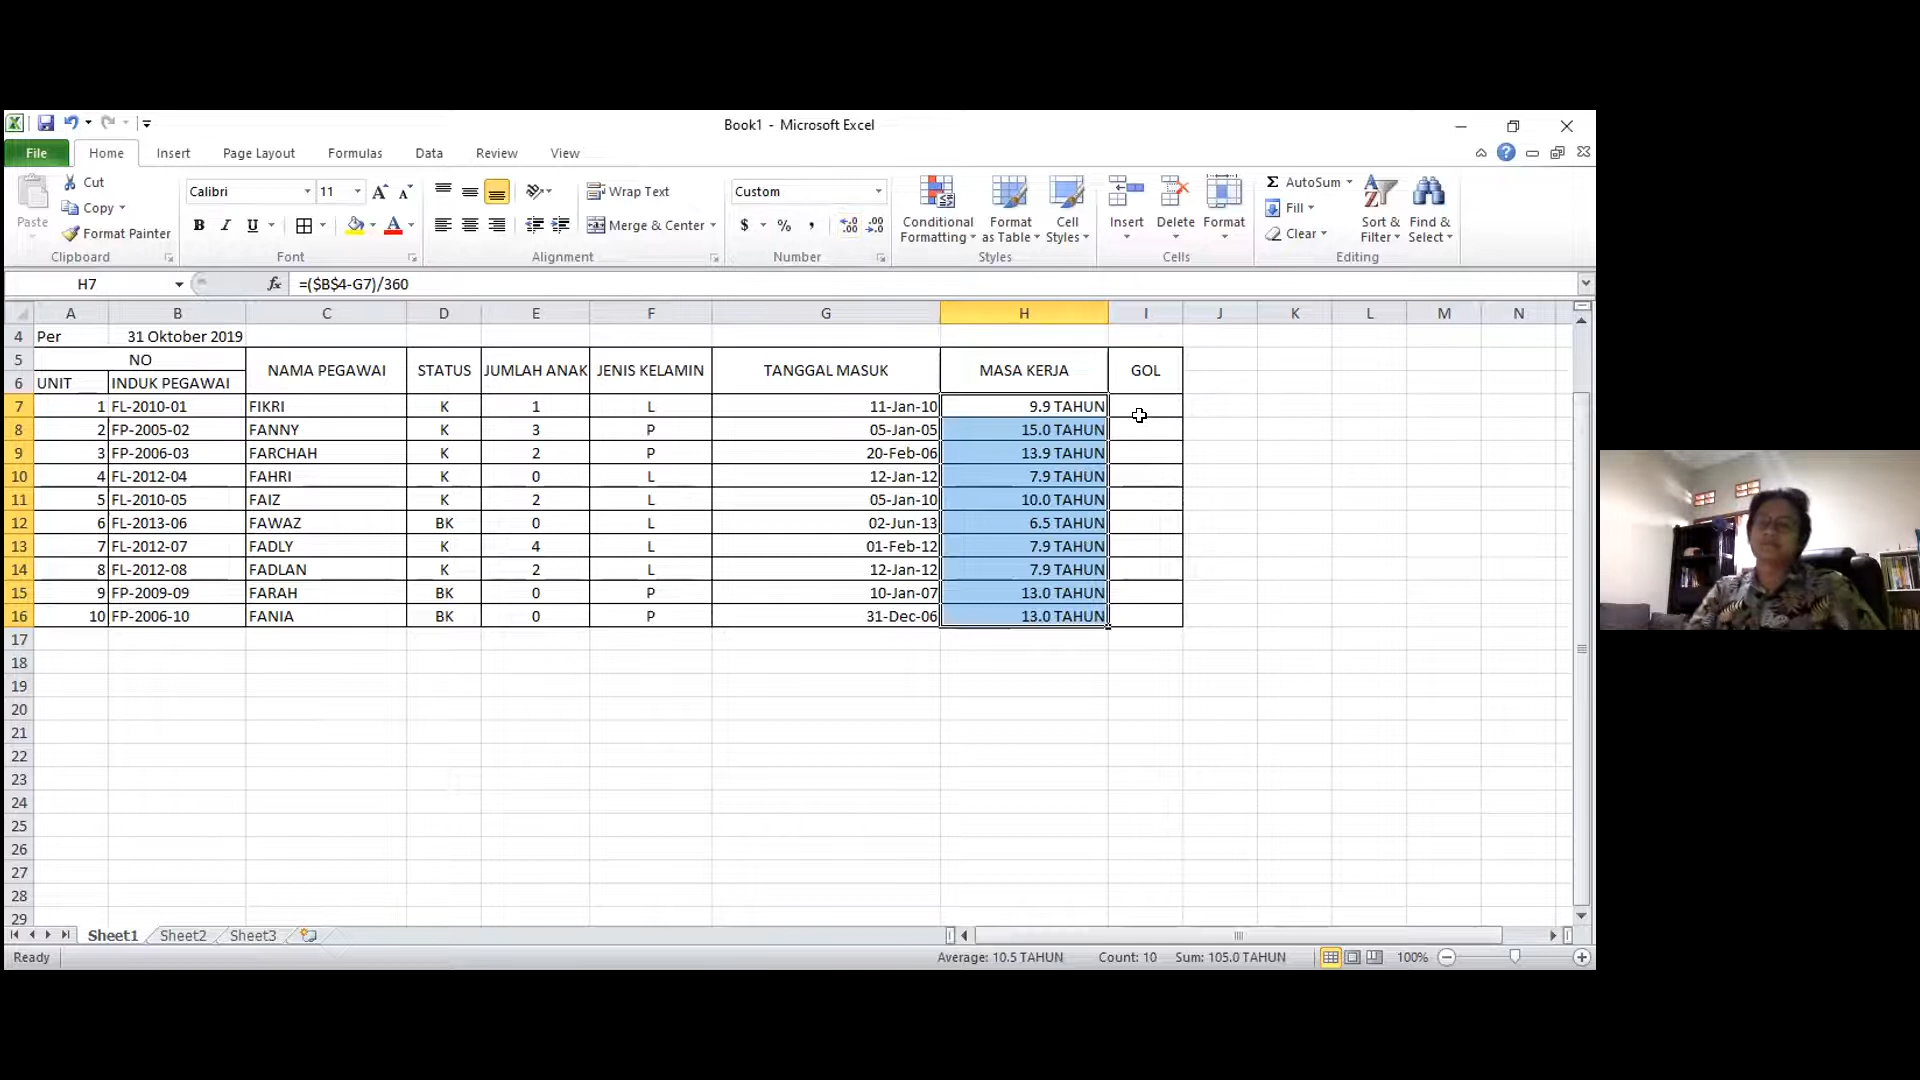 Book1 - Microsoft Excel
File Home Insert Page Layout Formulas Data Review View
Paste
Cut
Copy
Format Painter
Calibri 11
B I U
Wrap Text
Merge & Center
Custom
$ % ,
Conditional Formatting
Format as Table
Cell Styles
Insert
Delete
Format
Σ AutoSum
Fill
Clear
Sort & Filter
Find & Select
Clipboard Font Alignment Number Styles Cells Editing
H7 fx =($B$4-G7)/360
A B C D E F G H I J K L M N
4 Per 31 Oktober 2019
5 NO NAMA PEGAWAI STATUS JUMLAH ANAK JENIS KELAMIN TANGGAL MASUK MASA KERJA GOL
6 UNIT INDUK PEGAWAI
7 1 FL-2010-01 FIKRI K 1 L 11-Jan-10 9.9 TAHUN
8 2 FP-2005-02 FANNY K 3 P 05-Jan-05 15.0 TAHUN
9 3 FP-2006-03 FARCHAH K 2 P 20-Feb-06 13.9 TAHUN
10 4 FL-2012-04 FAHRI K 0 L 12-Jan-12 7.9 TAHUN
11 5 FL-2010-05 FAIZ K 2 L 05-Jan-10 10.0 TAHUN
12 6 FL-2013-06 FAWAZ BK 0 L 02-Jun-13 6.5 TAHUN
13 7 FL-2012-07 FADLY K 4 L 01-Feb-12 7.9 TAHUN
14 8 FL-2012-08 FADLAN K 2 L 12-Jan-12 7.9 TAHUN
15 9 FP-2009-09 FARAH BK 0 P 10-Jan-07 13.0 TAHUN
16 10 FP-2006-10 FANIA BK 0 P 31-Dec-06 13.0 TAHUN
17
18
19
20
21
22
23
24
25
26
27
28
29
Sheet1 Sheet2 Sheet3
Ready Average: 10.5 TAHUN Count: 10 Sum: 105.0 TAHUN 100%